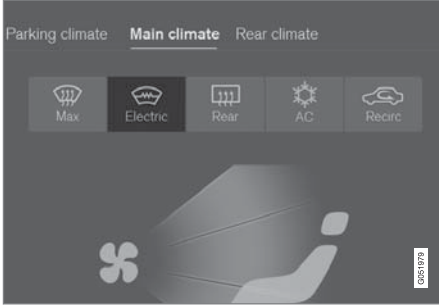 Parking climate Main climate Rear climate
Max Electric Rear AC Recirc
G051979